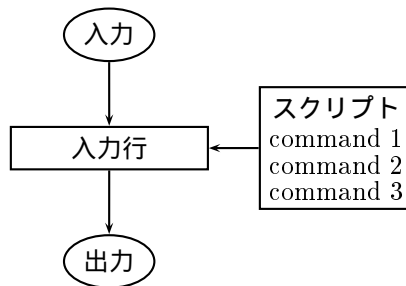 入力
入力行
スクリプト
command 1
command 2
command 3
出力